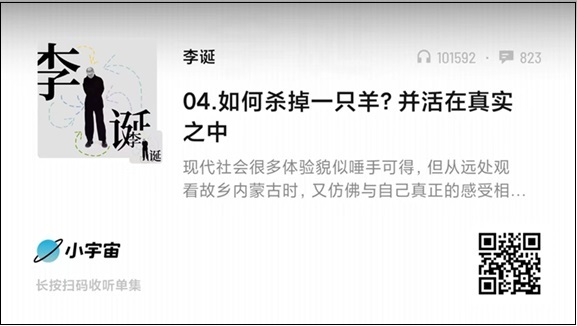 李诞
李诞
李诞
101592 · 823
04.如何杀掉一只羊? 并活在真实
之中
现代社会很多体验貌似唾手可得，但从远处观
看故乡内蒙古时，又仿佛与自己真正的感受相...
小宇宙
长按扫码收听单集